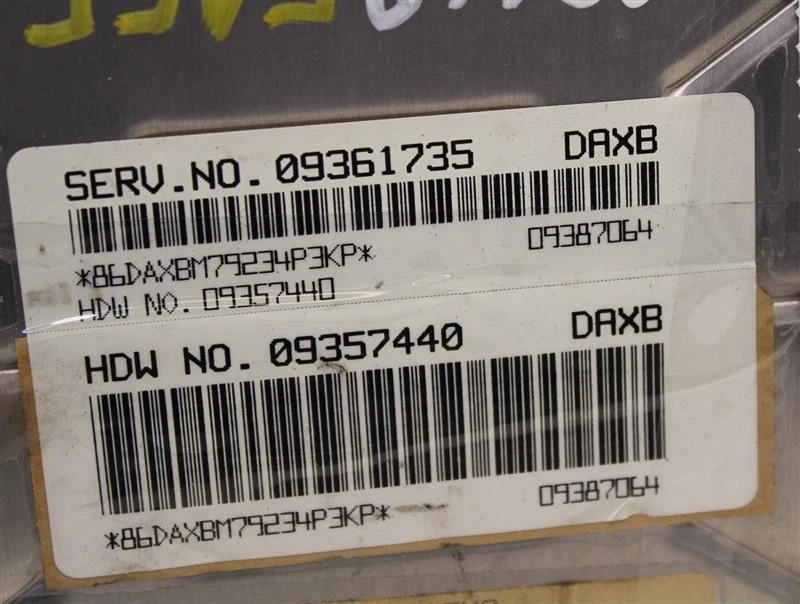 SERV.NO. 09361735 DAXB
*86DAXBM79234P3KP* 09387064
HDW NO. 09357440
HDW NO. 09357440 DAXB
*86DAXBM79234P3KP* 09387064